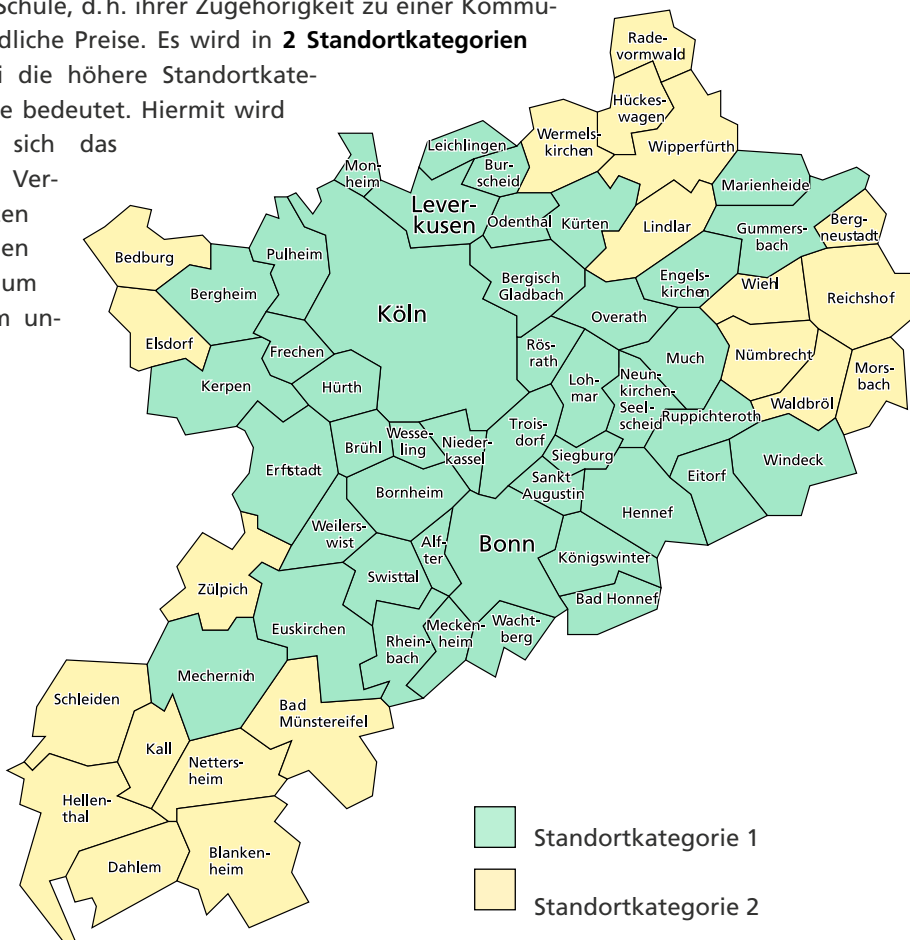 Schule, d. h. ihrer Zugehörigkeit zu einer Kommu-
dliche Preise. Es wird in 2 Standortkategorien
i die höhere Standortkate-
e bedeutet. Hiermit wird
sich das
Ver-
ten
en
um
m un-
Rade-
vormwald
Hückes-
wagen
Wermels-
kirchen
Wipperfürth
Leichlingen
Bur-
scheid
Mon-
heim
Lever-
kusen
Odenthal
Kürten
Lindlar
Marienheide
Gummers-
bach
Berg-
neustadt
Bedburg
Pulheim
Bergheim
Bergisch
Gladbach
Engels-
kirchen
Wiehl
Reichshof
Köln
Overath
Elsdorf
Frechen
Rös-
rath
Much
Nümbrecht
Kerpen
Hürth
Loh-
mar
Neun-
kirchen-
Seel-
scheid
Mors-
bach
Waldbröl
Ruppichteroth
Brühl
Wesse-
ling
Nieder-
kassel
Trois-
dorf
Siegburg
Windeck
Erftstadt
Bornheim
Sankt
Augustin
Eitorf
Hennef
Weilers-
wist
Alf-
ter
Bonn
Königswinter
Swisttal
Zülpich
Bad Honnef
Euskirchen
Rhein-
bach
Mecken-
heim
Wacht-
berg
Mechernich
Schleiden
Bad
Münstereifel
Kall
Netters-
heim
Hellen-
thal
Dahlem
Blanken-
heim
Standortkategorie 1
Standortkategorie 2